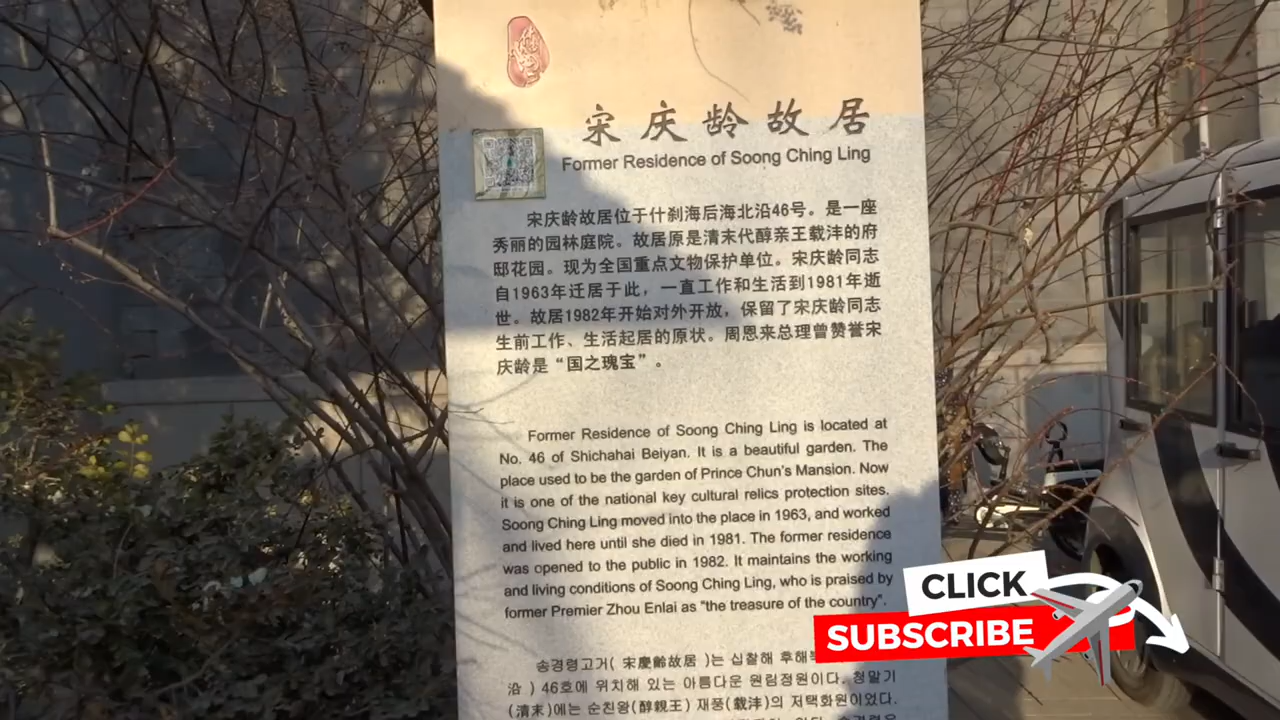 宋庆龄故居
Former Residence of Soong Ching Ling
宋庆龄故居位于什刹海后海北沿46号。是一座
秀丽的园林庭院。故居原是清末代醇亲王载沣的府
邸花园。现为全国重点文物保护单位。宋庆龄同志
自1963年迁居于此，一直工作和生活到1981年逝
世。故居1982年开始对外开放，保留了宋庆龄同志
生前工作、生活起居的原状。周恩来总理曾赞誉宋
庆龄是“国之瑰宝”。
Former Residence of Soong Ching Ling is located at
No. 46 of Shichahai Beiyan. It is a beautiful garden. The
place used to be the garden of Prince Chun's Mansion. Now
it is one of the national key cultural relics protection sites.
Soong Ching Ling moved into the place in 1963, and worked
and lived here until she died in 1981. The former residence
was opened to the public in 1982. It maintains the working
and living conditions of Soong Ching Ling, who is praised by
former Premier Zhou Enlai as "the treasure of the country".
송경령고거( 宋慶齡故居 )는 십찰해 후해
沿 ) 46호에 위치해 있는 아름다운 원림정원이다. 청말기
(清末)에는 순친왕(醇親王) 재풍(载沣)의 저택화원이었다.
CLICK
SUBSCRIBE